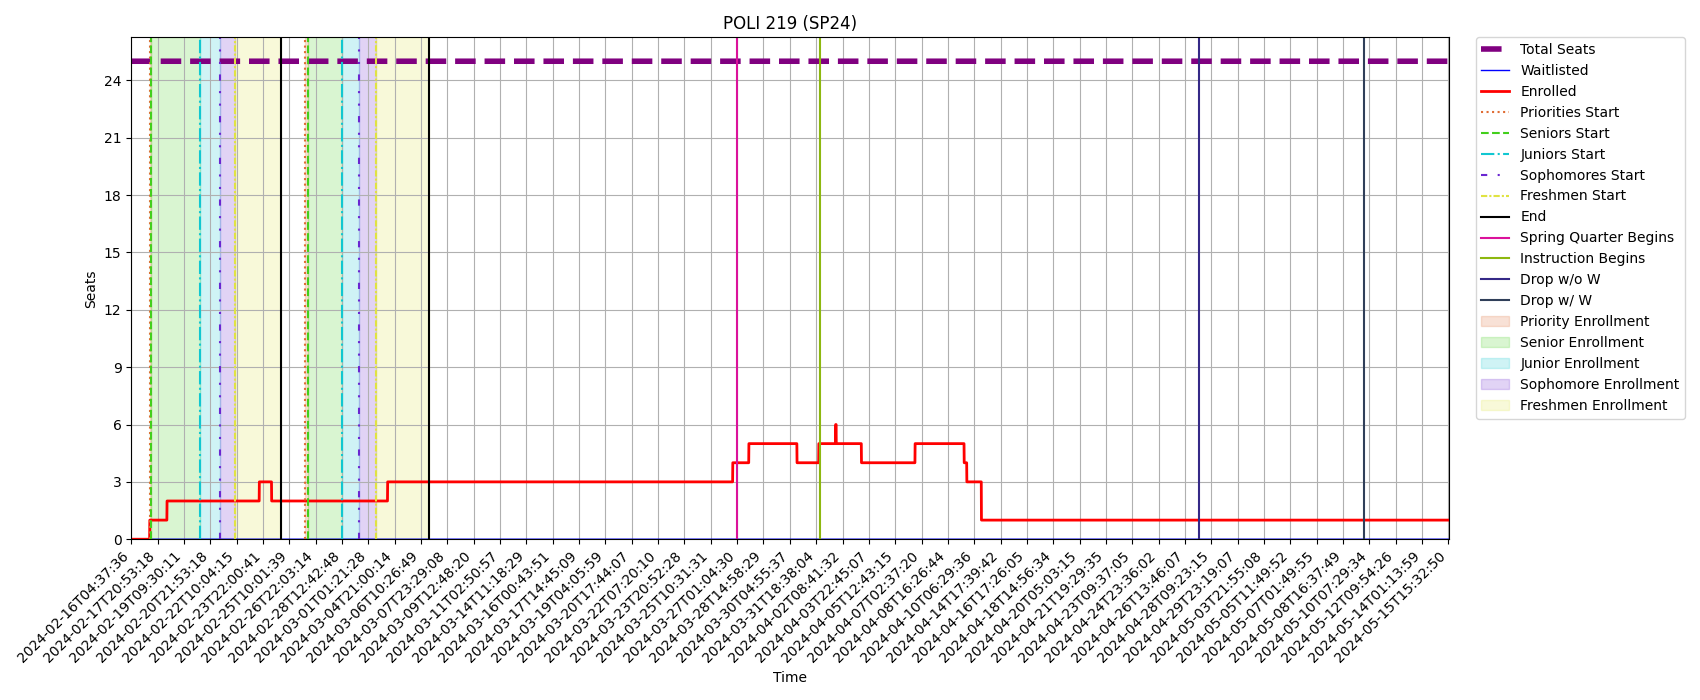 POLI 219 (SP24)
Seats
24
21
18
15
12
9
6
3
0
2024-02-16T04:37:36
2024-02-17T20:53:18
2024-02-19T09:30:11
2024-02-20T21:53:18
2024-02-22T10:04:15
2024-02-23T22:00:41
2024-02-25T10:01:39
2024-02-26T22:03:14
2024-02-28T12:42:48
2024-03-01T01:21:28
2024-03-04T21:00:14
2024-03-06T10:26:49
2024-03-07T23:29:08
2024-03-09T12:48:20
2024-03-11T02:50:57
2024-03-14T11:18:29
2024-03-16T00:43:51
2024-03-17T14:45:09
2024-03-19T04:05:59
2024-03-20T17:44:07
2024-03-22T07:20:10
2024-03-23T20:52:28
2024-03-25T10:31:31
2024-03-27T01:04:30
2024-03-28T14:58:29
2024-03-30T04:55:37
2024-03-31T18:38:04
2024-04-02T08:41:32
2024-04-03T22:45:07
2024-04-05T12:43:15
2024-04-07T02:37:20
2024-04-08T16:26:44
2024-04-10T06:29:36
2024-04-14T17:39:42
2024-04-16T17:26:05
2024-04-18T14:56:34
2024-04-20T05:03:15
2024-04-21T19:29:35
2024-04-23T09:37:05
2024-04-24T23:36:02
2024-04-26T13:46:07
2024-04-28T09:23:15
2024-04-29T23:19:07
2024-05-03T21:55:08
2024-05-05T11:49:52
2024-05-07T01:49:55
2024-05-08T16:37:49
2024-05-10T07:29:34
2024-05-12T09:54:26
2024-05-14T01:13:59
2024-05-15T15:32:50
Time
Total Seats
Waitlisted
Enrolled
Priorities Start
Seniors Start
Juniors Start
Sophomores Start
Freshmen Start
End
Spring Quarter Begins
Instruction Begins
Drop w/o W
Drop w/ W
Priority Enrollment
Senior Enrollment
Junior Enrollment
Sophomore Enrollment
Freshmen Enrollment